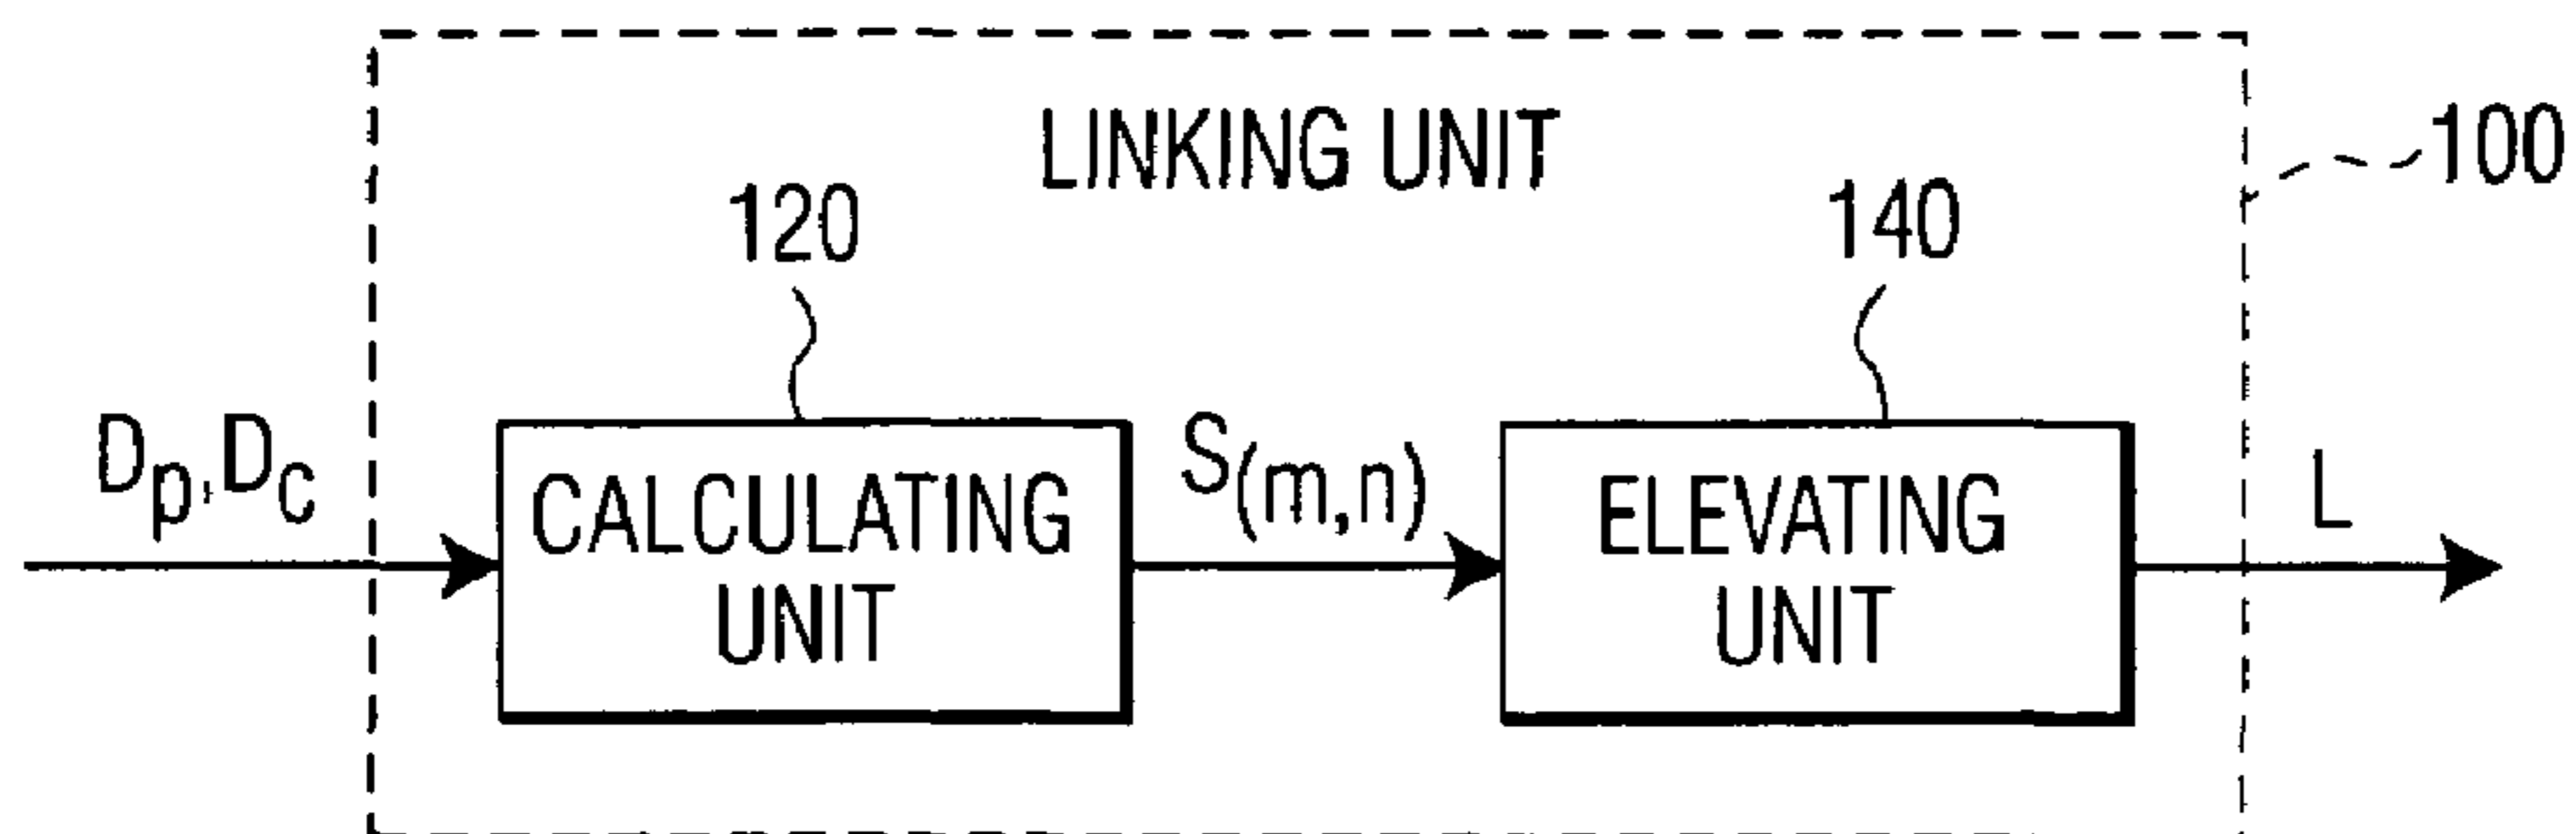 LINKING UNIT
100
120
140
Dp,Dc
CALCULATING
UNIT
S(m,n)
ELEVATING
UNIT
L